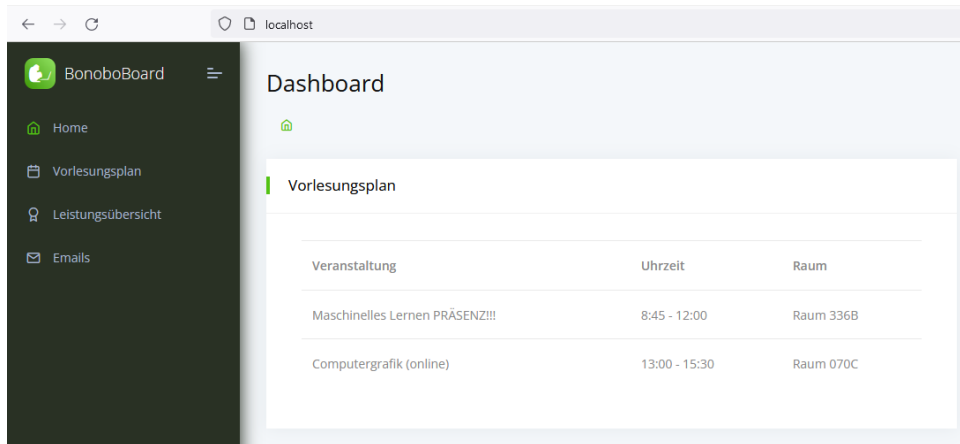 localhost
BonoboBoard
Home
Vorlesungsplan
Leistungsübersicht
Emails
Dashboard
Vorlesungsplan
Veranstaltung Uhrzeit Raum
Maschinelles Lernen PRÄSENZ!!! 8:45 - 12:00 Raum 336B
Computergrafik (online) 13:00 - 15:30 Raum 070C